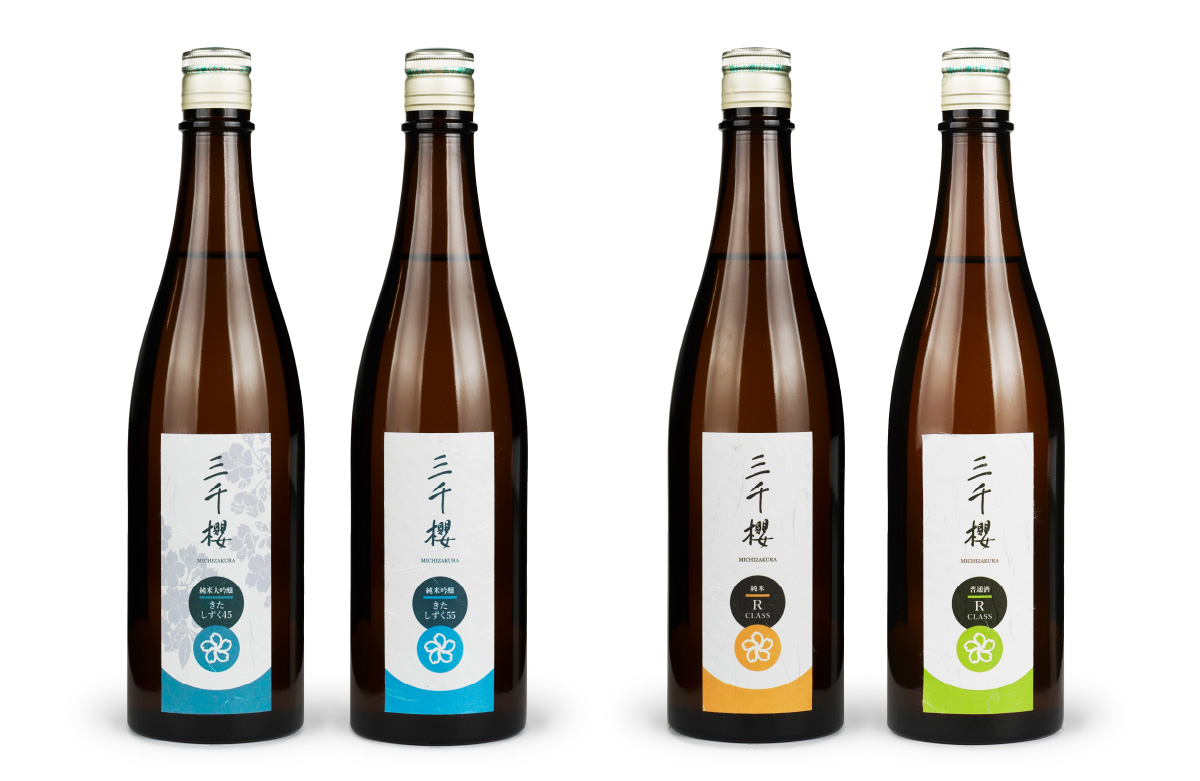 三千櫻
MICHIZAKURA
純米大吟醸
きた
しずく45
三千櫻
MICHIZAKURA
純米吟醸
きた
しずく55
三千櫻
MICHIZAKURA
純米
R
CLASS
三千櫻
MICHIZAKURA
普通酒
R
CLASS